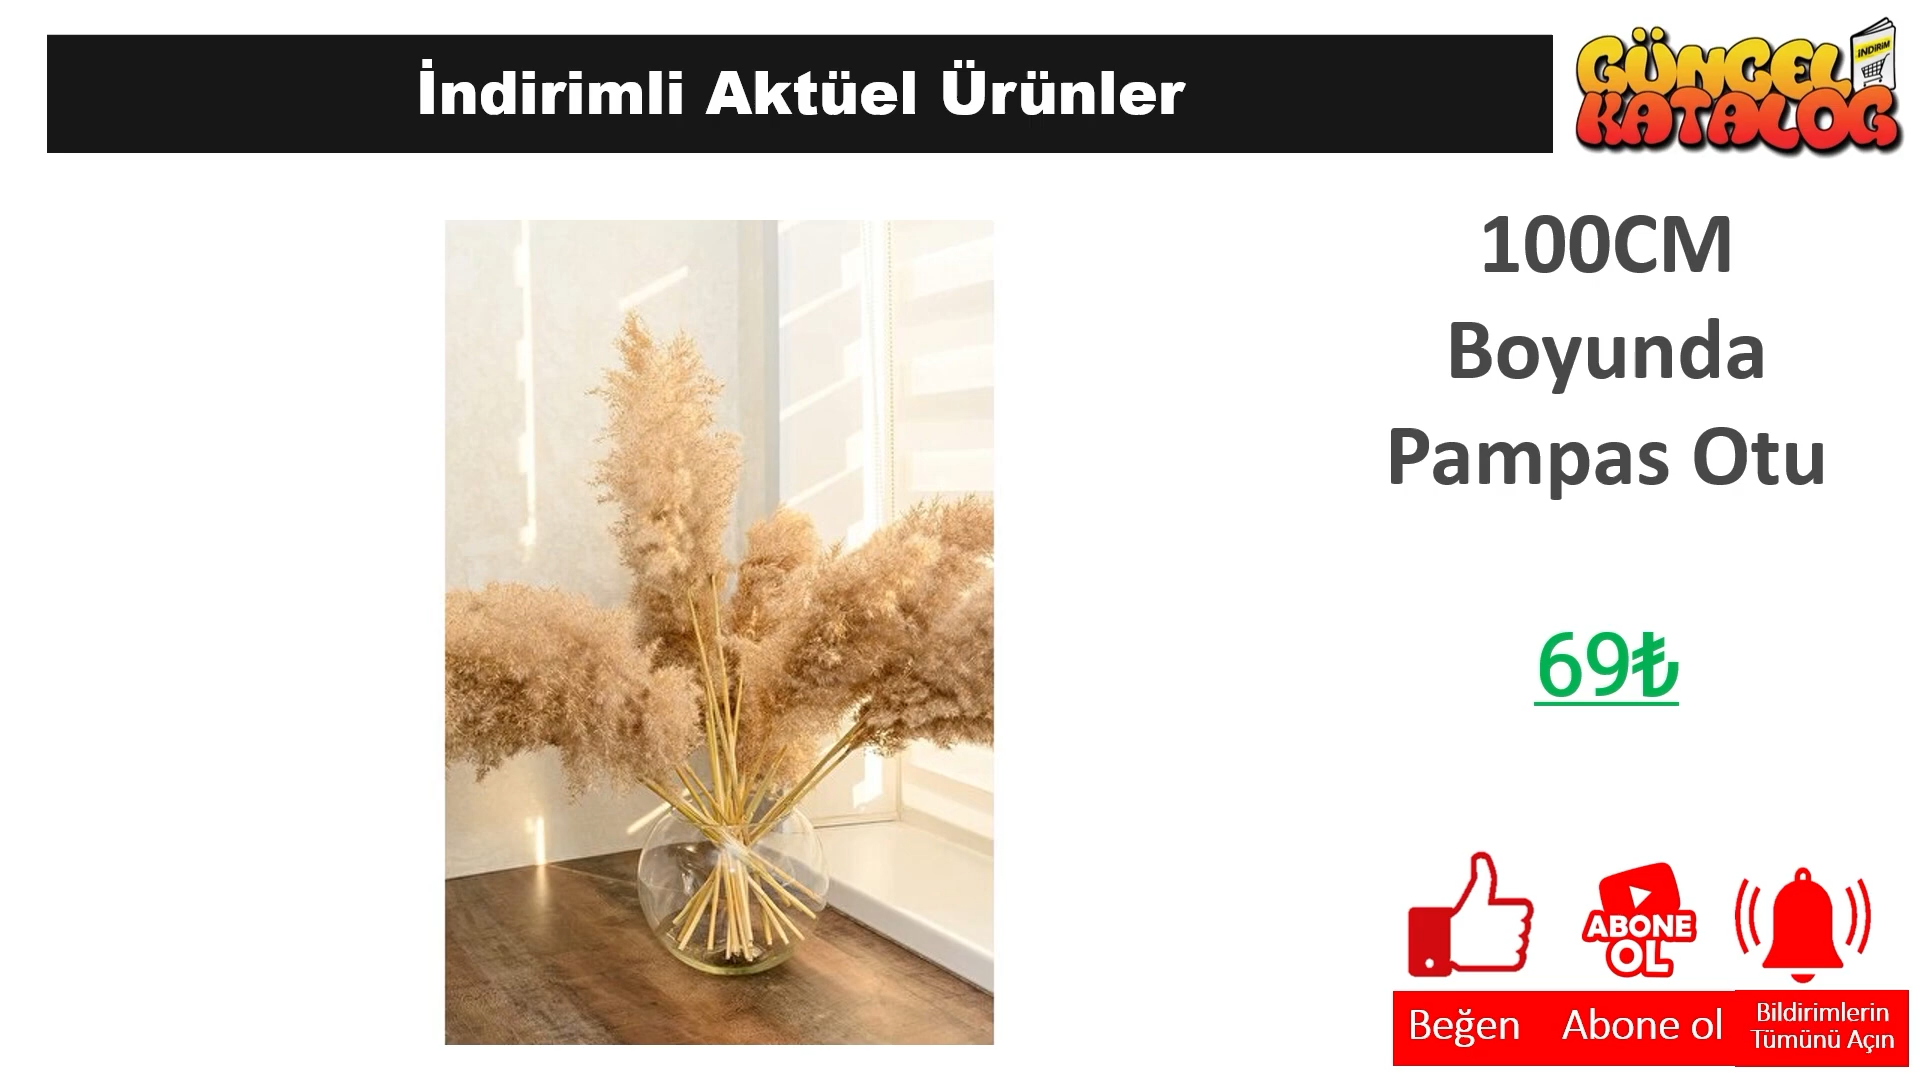 İndirimli Aktüel Ürünler
GÜNCEL
KATALOG
İNDİRİM
100CM
Boyunda
Pampas Otu
69₺
ABONE
OL
Beğen
Abone ol
Bildirimlerin
Tümünü Açın